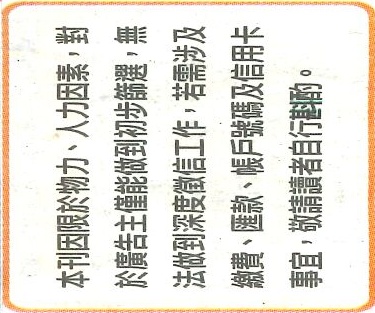 本刊因限於物力、人力因素，對
於廣告主僅能做到初步篩選，無
法做到深度徵信工作，若需涉及
繳費、匯款、帳戶號碼及信用卡
事宜，敬請讀者自行斟酌。